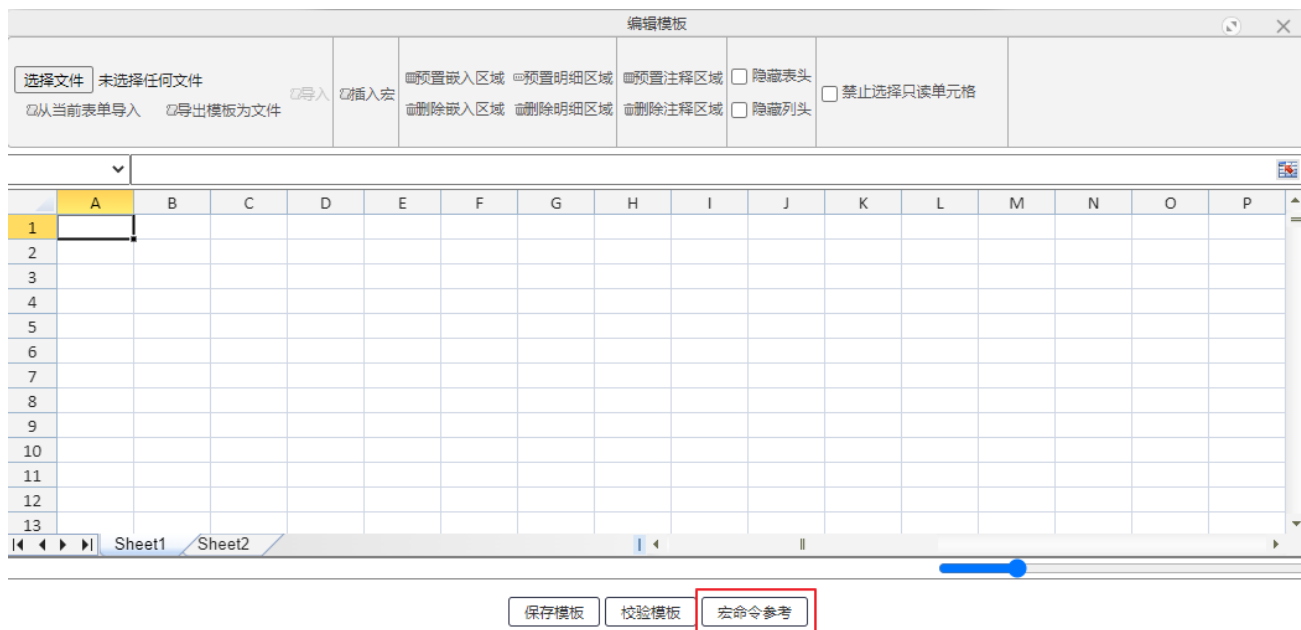 编辑模板
选择文件 未选择任何文件
从当前表单导入 导出模板为文件
导入
插入宏
预置嵌入区域 预置明细区域
删除嵌入区域 删除明细区域
预置注释区域
删除注释区域
隐藏表头
隐藏列头
禁止选择只读单元格
A B C D E F G H I J K L M N O P
1
2
3
4
5
6
7
8
9
10
11
12
13
Sheet1 Sheet2
保存模板 校验模板 宏命令参考